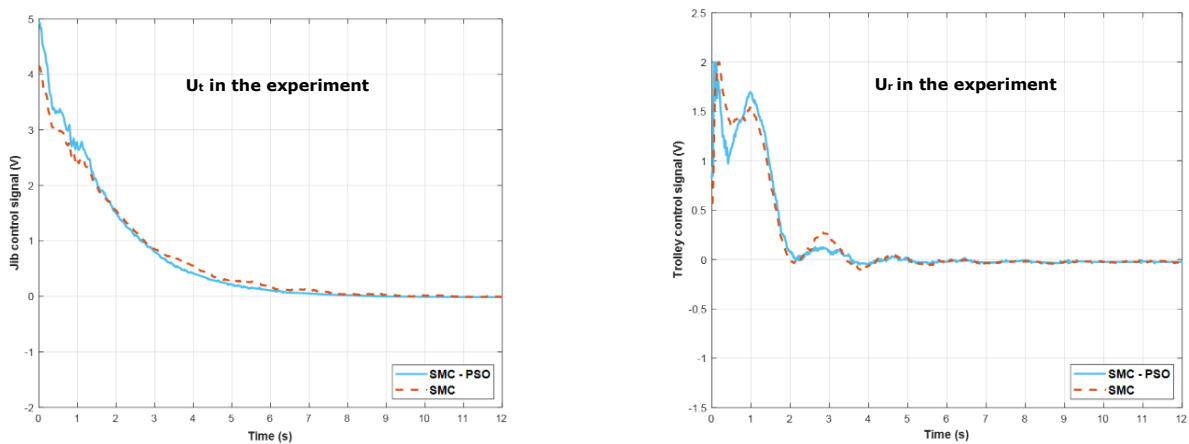 5
4
3
2
1
0
-1
-2
Jib control signal (V)
Ut in the experiment
SMC - PSO
SMC
0 1 2 3 4 5 6 7 8 9 10 11 12
Time (s)
2.5
2
1.5
1
0.5
0
-0.5
-1
-1.5
Trolley control signal (V)
Ur in the experiment
SMC - PSO
SMC
0 1 2 3 4 5 6 7 8 9 10 11 12
Time (s)